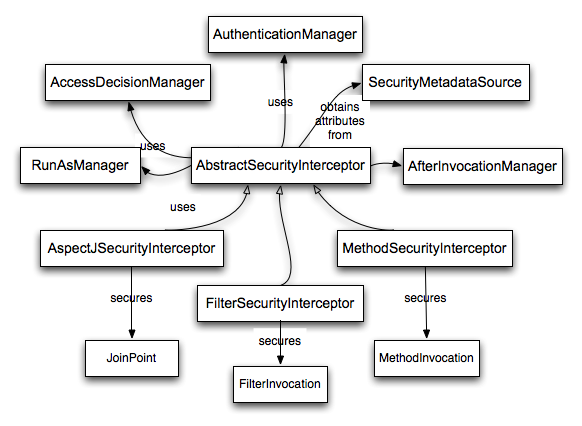 AuthenticationManager
AccessDecisionManager
SecurityMetadataSource
uses
obtains
attributes
from
uses
RunAsManager
AbstractSecurityInterceptor
AfterInvocationManager
uses
AspectJSecurityInterceptor
MethodSecurityInterceptor
FilterSecurityInterceptor
secures
secures
secures
JoinPoint
MethodInvocation
FilterInvocation